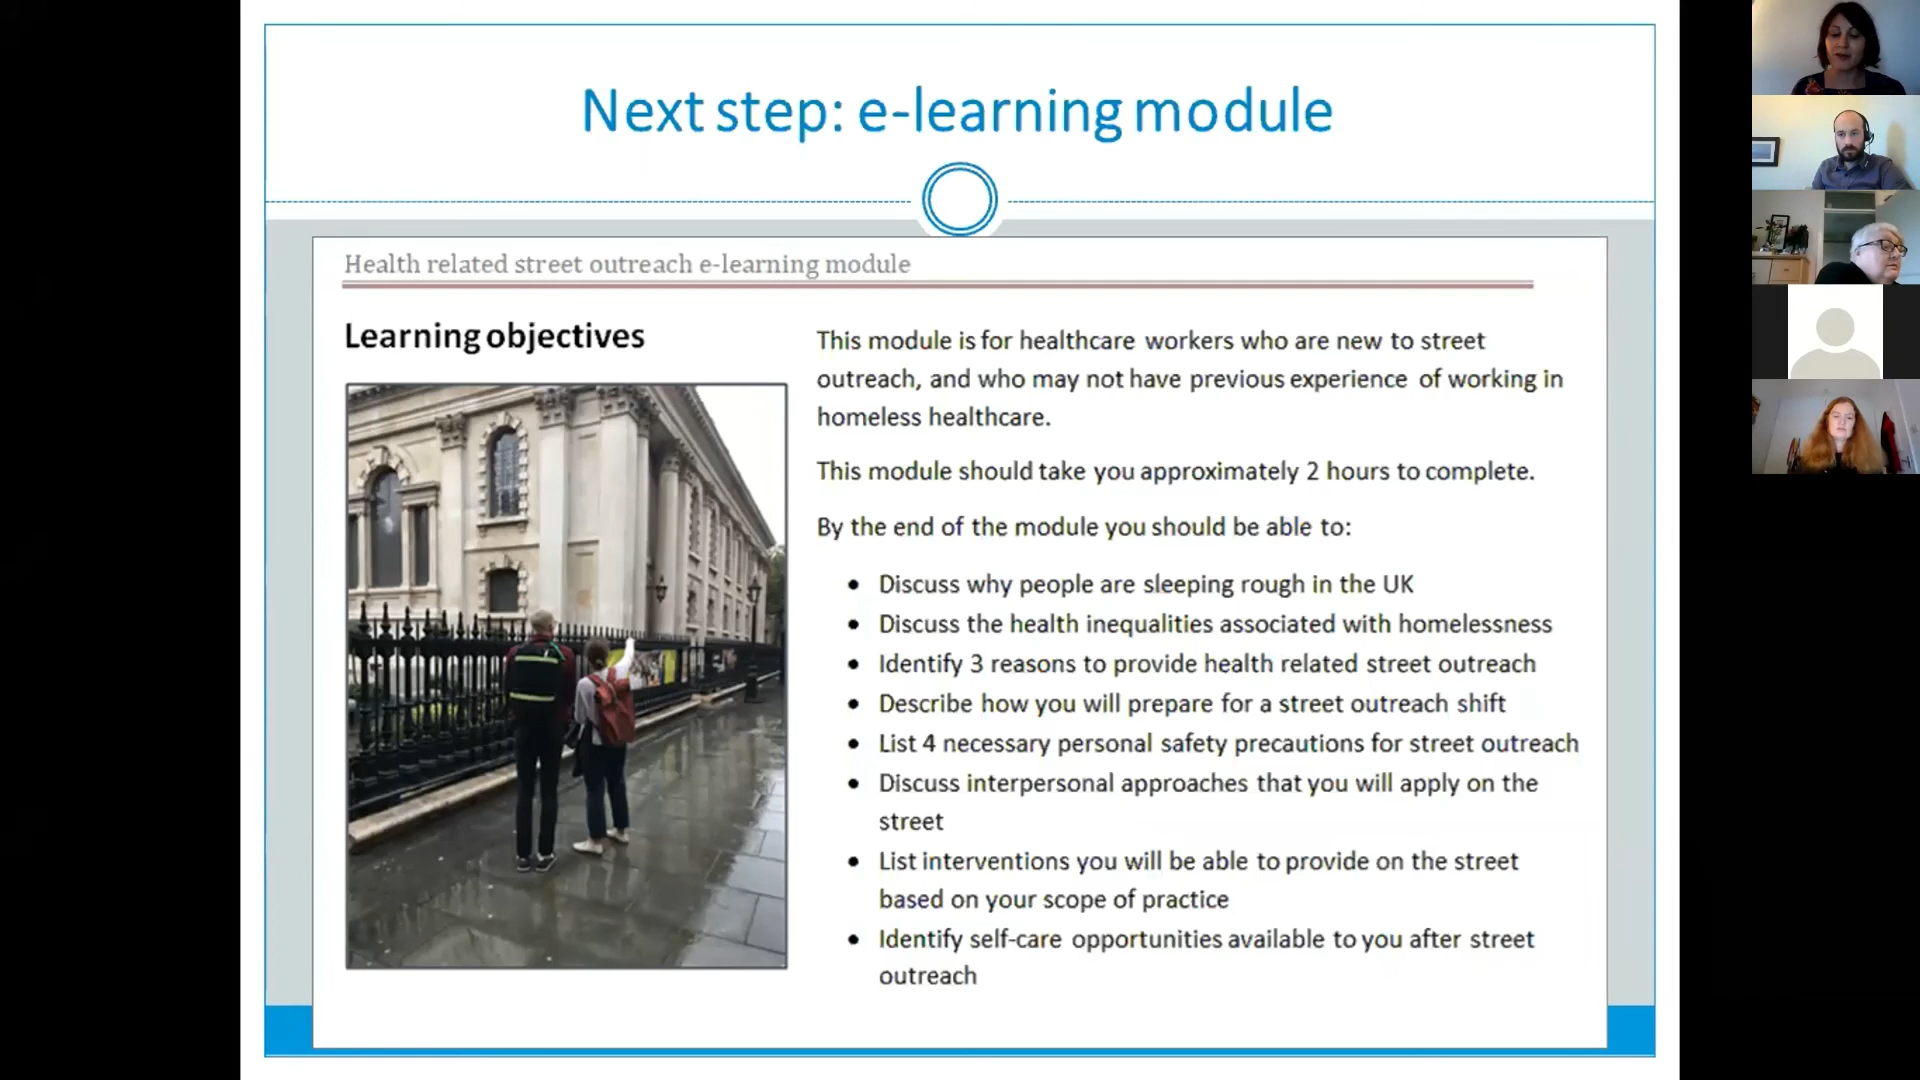 Next step: e-learning module
Health related street outreach e-learning module
Learning objectives
This module is for healthcare workers who are new to street
outreach, and who may not have previous experience of working in
homeless healthcare.
This module should take you approximately 2 hours to complete.
By the end of the module you should be able to:
• Discuss why people are sleeping rough in the UK
• Discuss the health inequalities associated with homelessness
• Identify 3 reasons to provide health related street outreach
• Describe how you will prepare for a street outreach shift
• List 4 necessary personal safety precautions for street outreach
• Discuss interpersonal approaches that you will apply on the
street
• List interventions you will be able to provide on the street
based on your scope of practice
• Identify self-care opportunities available to you after street
outreach